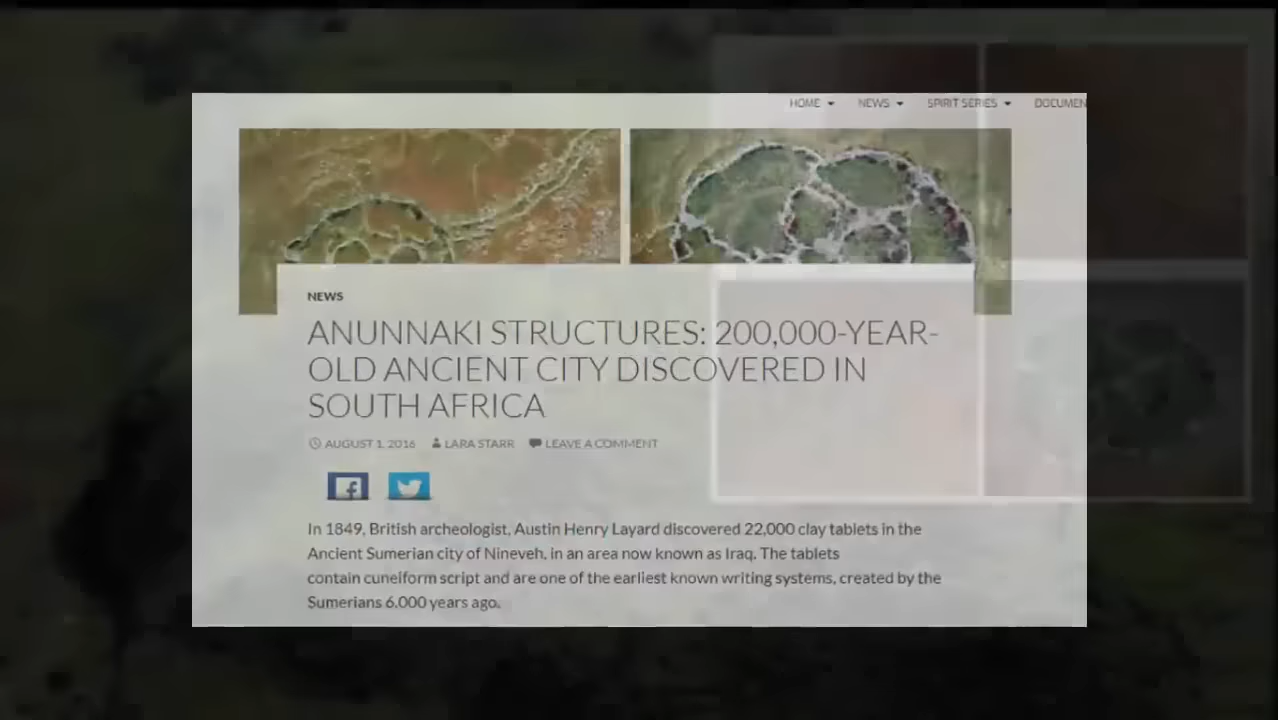 HOME NEWS SPIRIT SERIES DOCUMEN
NEWS
ANUNNAKI STRUCTURES: 200,000-YEAR-
OLD ANCIENT CITY DISCOVERED IN
SOUTH AFRICA
AUGUST 1, 2016 LARA STARR LEAVE A COMMENT
In 1849, British archeologist, Austin Henry Layard discovered 22,000 clay tablets in the
Ancient Sumerian city of Nineveh, in an area now known as Iraq. The tablets
contain cuneiform script and are one of the earliest known writing systems, created by the
Sumerians 6,000 years ago.